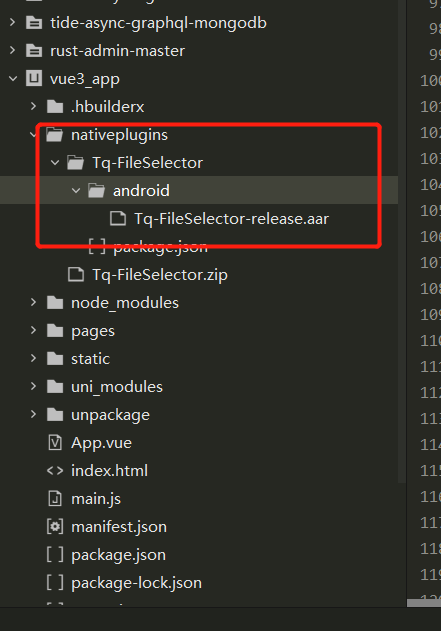 tide-async-graphql-mongodb
rust-admin-master
vue3_app
.hbuilderx
nativeplugins
Tq-FileSelector
android
Tq-FileSelector-release.aar
package.json
Tq-FileSelector.zip
node_modules
pages
static
uni_modules
unpackage
App.vue
index.html
main.js
manifest.json
package.json
package-lock.json
98
99
100
101
102
103
104
105
106
107
108
109
110
111
112
113
114
115
116
117
118
119